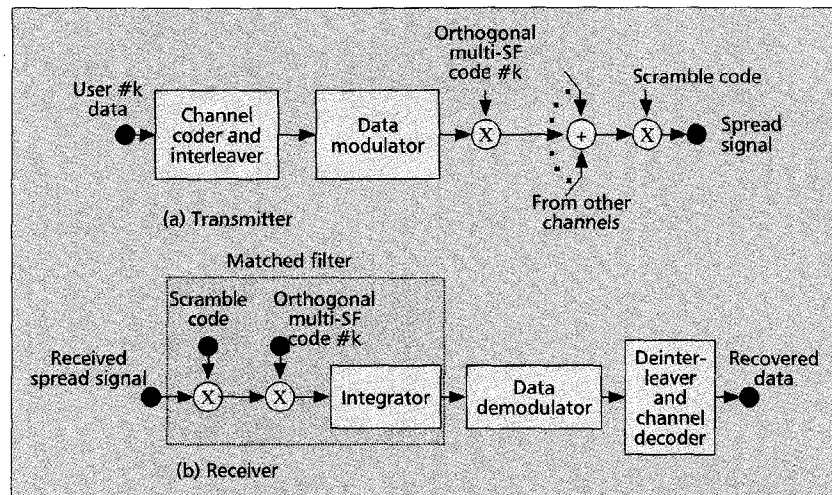 Orthogonal
multi-SF
code #k
Scramble code
User #k
data
Channel
coder and
interleaver
Data
modulator
X
+
X
Spread
signal
From other
channels
(a) Transmitter
Matched filter
Scramble
code
Orthogonal
multi-SF
code #k
Received
spread signal
X
X
Integrator
Data
demodulator
Deinter-
leaver
and
channel
decoder
Recovered
data
(b) Receiver